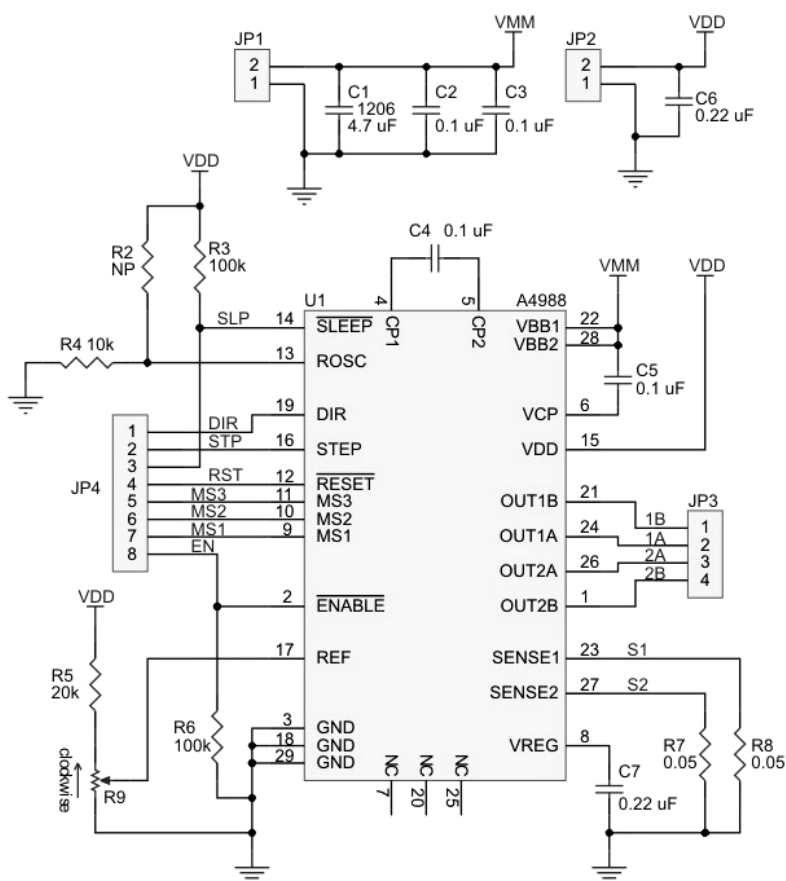 VMM
VDD
JP1
JP2
2
1
2
1
C1
1206
4.7 uF
C2
0.1 uF
C3
0.1 uF
C6
0.22 uF
VDD
R2
NP
R3
100k
C4 0.1 uF
VMM
VDD
4
5
U1
A4988
CP1
CP2
SLP
14
SLEEP
VBB1
22
VBB2
28
R4 10k
13
ROSC
C5
0.1 uF
DIR
19
DIR
VCP
6
1
2
3
4
5
6
7
8
JP4
STP
16
STEP
VDD
15
RST
12
RESET
MS3
11
MS3
MS2
10
MS2
MS1
9
MS1
EN
OUT1B
21
OUT1A
24
OUT2A
26
OUT2B
1
JP3
1B
1
1A
2
2A
3
2B
4
VDD
2
ENABLE
17
REF
SENSE1
23
S1
SENSE2
27
S2
R5
20k
R6
100k
3
GND
18
GND
29
GND
VREG
8
R7
0.05
R8
0.05
clockwise
R9
NC
NC
NC
7
20
25
C7
0.22 uF